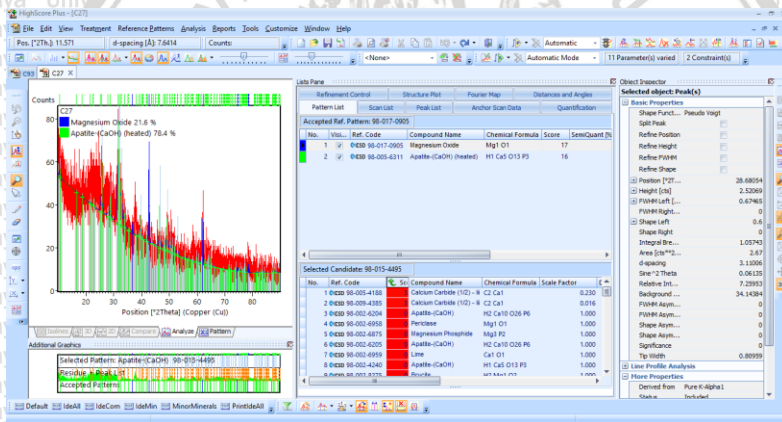 HighScore Plus - [C27]
File Edit View Treatment Reference Patterns Analysis Reports Tools Customize Window Help
Pos. [°2Th.]: 11.571 d-spacing [Å]: 7.6414 Counts:
<None> Automatic Automatic Mode 11 Parameter(s) varied 2 Constraint(s)
C93 C27 X
Counts
C27
Magnesium Oxide 21.6 %
Apatite-(CaOH) (heated) 78.4 %
80
60
40
20
0
20 30 40 50 60 70 80
Position [°2Theta] (Copper (Cu))
Isolines 3D 2D Compare Analyze Pattern
Additional Graphics
Selected Pattern: Apatite-(CaOH) 98-015-4495
Residue + Peak List
Accepted Patterns
Lists Pane
Refinement Control Structure Plot Fourier Map Distances and Angles
Pattern List Scan List Peak List Anchor Scan Data Quantification
Accepted Ref. Pattern: 98-017-0905
No. Visi... Ref. Code Compound Name Chemical Formula Score SemiQuant [%
1 98-017-0905 Magnesium Oxide Mg1 O1 17
2 98-005-6311 Apatite-(CaOH) (heated) H1 Ca5 O13 P3 16
Selected Candidate: 98-015-4495
No. Ref. Code Sc Compound Name Chemical Formula Scale Factor
1 98-005-4188 Calcium Carbide (1/2) - C2 Ca1 0.230
2 98-009-4385 Calcium Carbide (1/2) - C2 Ca1 0.016
3 98-002-6204 Apatite-(CaOH) H2 Ca10 O26 P6 1.000
4 98-002-6958 Periclase Mg1 O1 1.000
5 98-002-6875 Magnesium Phosphide Mg3 P2 1.000
6 98-002-6205 Apatite-(CaOH) H2 Ca10 O26 P6 1.000
7 98-002-6959 Lime Ca1 O1 1.000
8 98-002-4240 Apatite-(CaOH) H1 Ca5 O13 P3 1.000
Brucite H2 Mg1 O2 1.000
Object Inspector
Selected object: Peak(s)
Basic Properties
Shape Funct... Pseudo Voigt
Split Peak
Refine Position
Refine Height
Refine FWHM
Refine Shape
Position [°2T... 28.68054
Height [cts] 2.52069
FWHM Left [... 0.67465
FWHM Right... 0
Shape Left 0.6
Shape Right 0
Integral Bre... 1.05743
Area [cts*°2... 2.67
d-spacing 3.11006
Sine^2 Theta 0.06135
Relative Int... 7.25953
Background ... 34.14384
FWHM Asym... 0
FWHM Asym... 0
Shape Asym... 0
Shape Asym... 0
Significance 0
Tip Width 0.80959
Line Profile Analysis
More Properties
Derived from Pure K-Alpha1
Status Included
Default IdeAll IdeCom IdeMin MinorMinerals PrintIdeAll